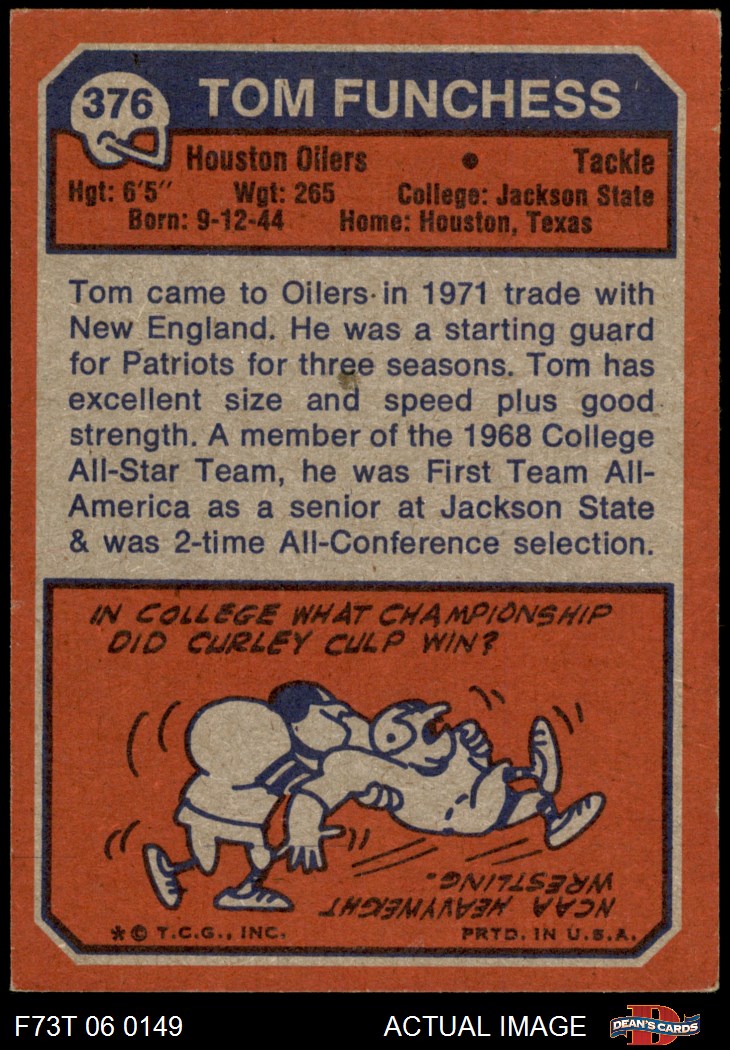 376
TOM FUNCHESS
Houston Oilers • Tackle
Hgt: 6'5" Wgt: 265 College: Jackson State
Born: 9-12-44 Home: Houston, Texas
Tom came to Oilers in 1971 trade with
New England. He was a starting guard
for Patriots for three seasons. Tom has
excellent size and speed plus good
strength. A member of the 1968 College
All-Star Team, he was First Team All-
America as a senior at Jackson State
& was 2-time All-Conference selection.
IN COLLEGE WHAT CHAMPIONSHIP
DID CURLEY CULP WIN?
NCAA HEAVYWEIGHT
WRESTLING.
* © T.C.G., INC. PRTD. IN U.S.A.
F73T 06 0149 ACTUAL IMAGE
D
DEAN'S CARDS